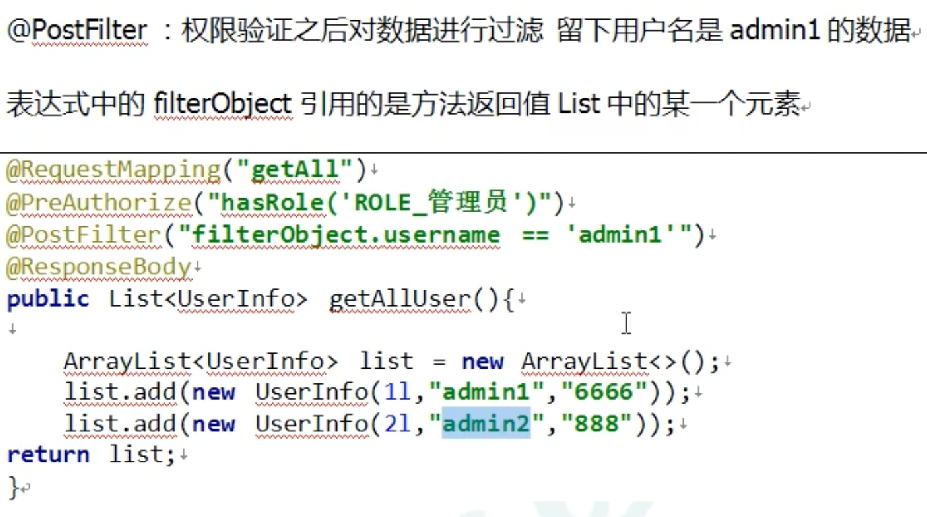 @PostFilter ：权限验证之后对数据进行过滤 留下用户名是 admin1 的数据
表达式中的 filterObject 引用的是方法返回值 List 中的某一个元素
@RequestMapping("getAll")
@PreAuthorize("hasRole('ROLE_管理员')")
@PostFilter("filterObject.username == 'admin1'")
@ResponseBody
public List<UserInfo> getAllUser(){
ArrayList<UserInfo> list = new ArrayList<>();
list.add(new UserInfo(1l,"admin1","6666"));
list.add(new UserInfo(2l,"admin2","888"));
return list;
}